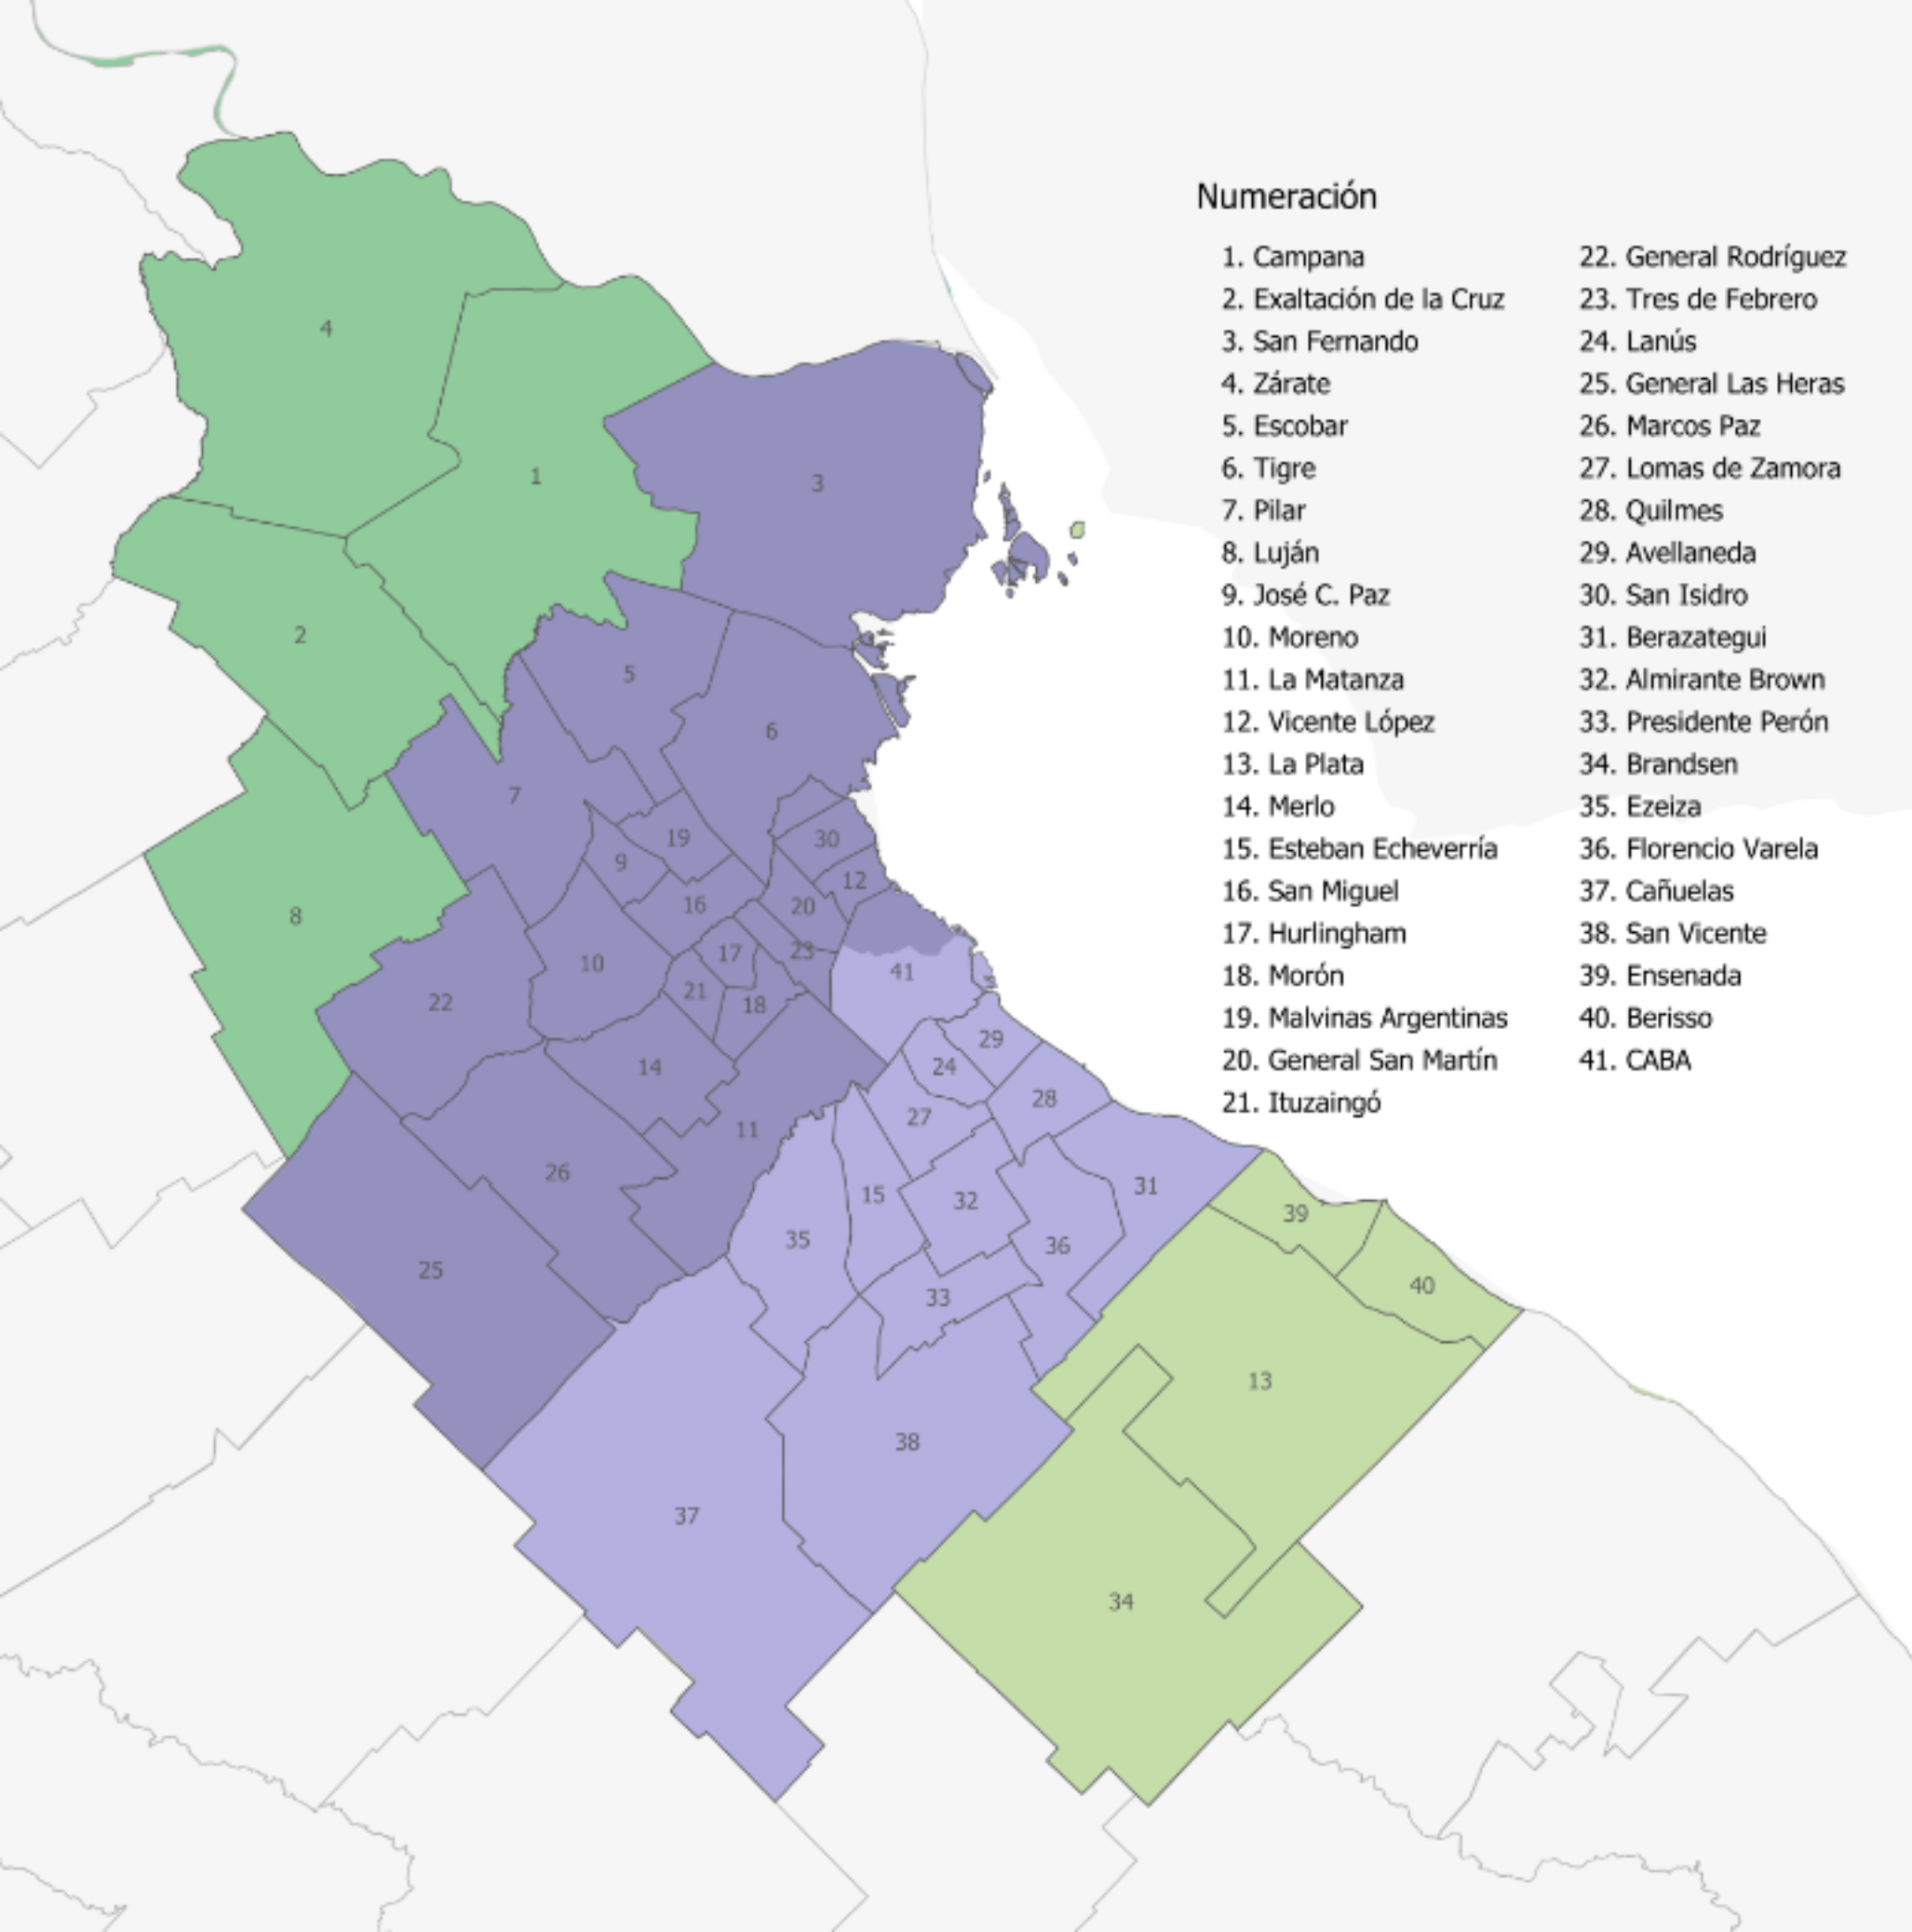 Numeración
1. Campana
2. Exaltación de la Cruz
3. San Fernando
4. Zárate
5. Escobar
6. Tigre
7. Pilar
8. Luján
9. José C. Paz
10. Moreno
11. La Matanza
12. Vicente López
13. La Plata
14. Merlo
15. Esteban Echeverría
16. San Miguel
17. Hurlingham
18. Morón
19. Malvinas Argentinas
20. General San Martín
21. Ituzaingó
22. General Rodríguez
23. Tres de Febrero
24. Lanús
25. General Las Heras
26. Marcos Paz
27. Lomas de Zamora
28. Quilmes
29. Avellaneda
30. San Isidro
31. Berazategui
32. Almirante Brown
33. Presidente Perón
34. Brandsen
35. Ezeiza
36. Florencio Varela
37. Cañuelas
38. San Vicente
39. Ensenada
40. Berisso
41. CABA
4
1
3
2
5
6
7
19
30
9
12
8
16
20
17
23
10
41
21
22
18
29
14
24
28
27
11
26
31
15
32
39
35
36
25
40
33
13
38
37
34